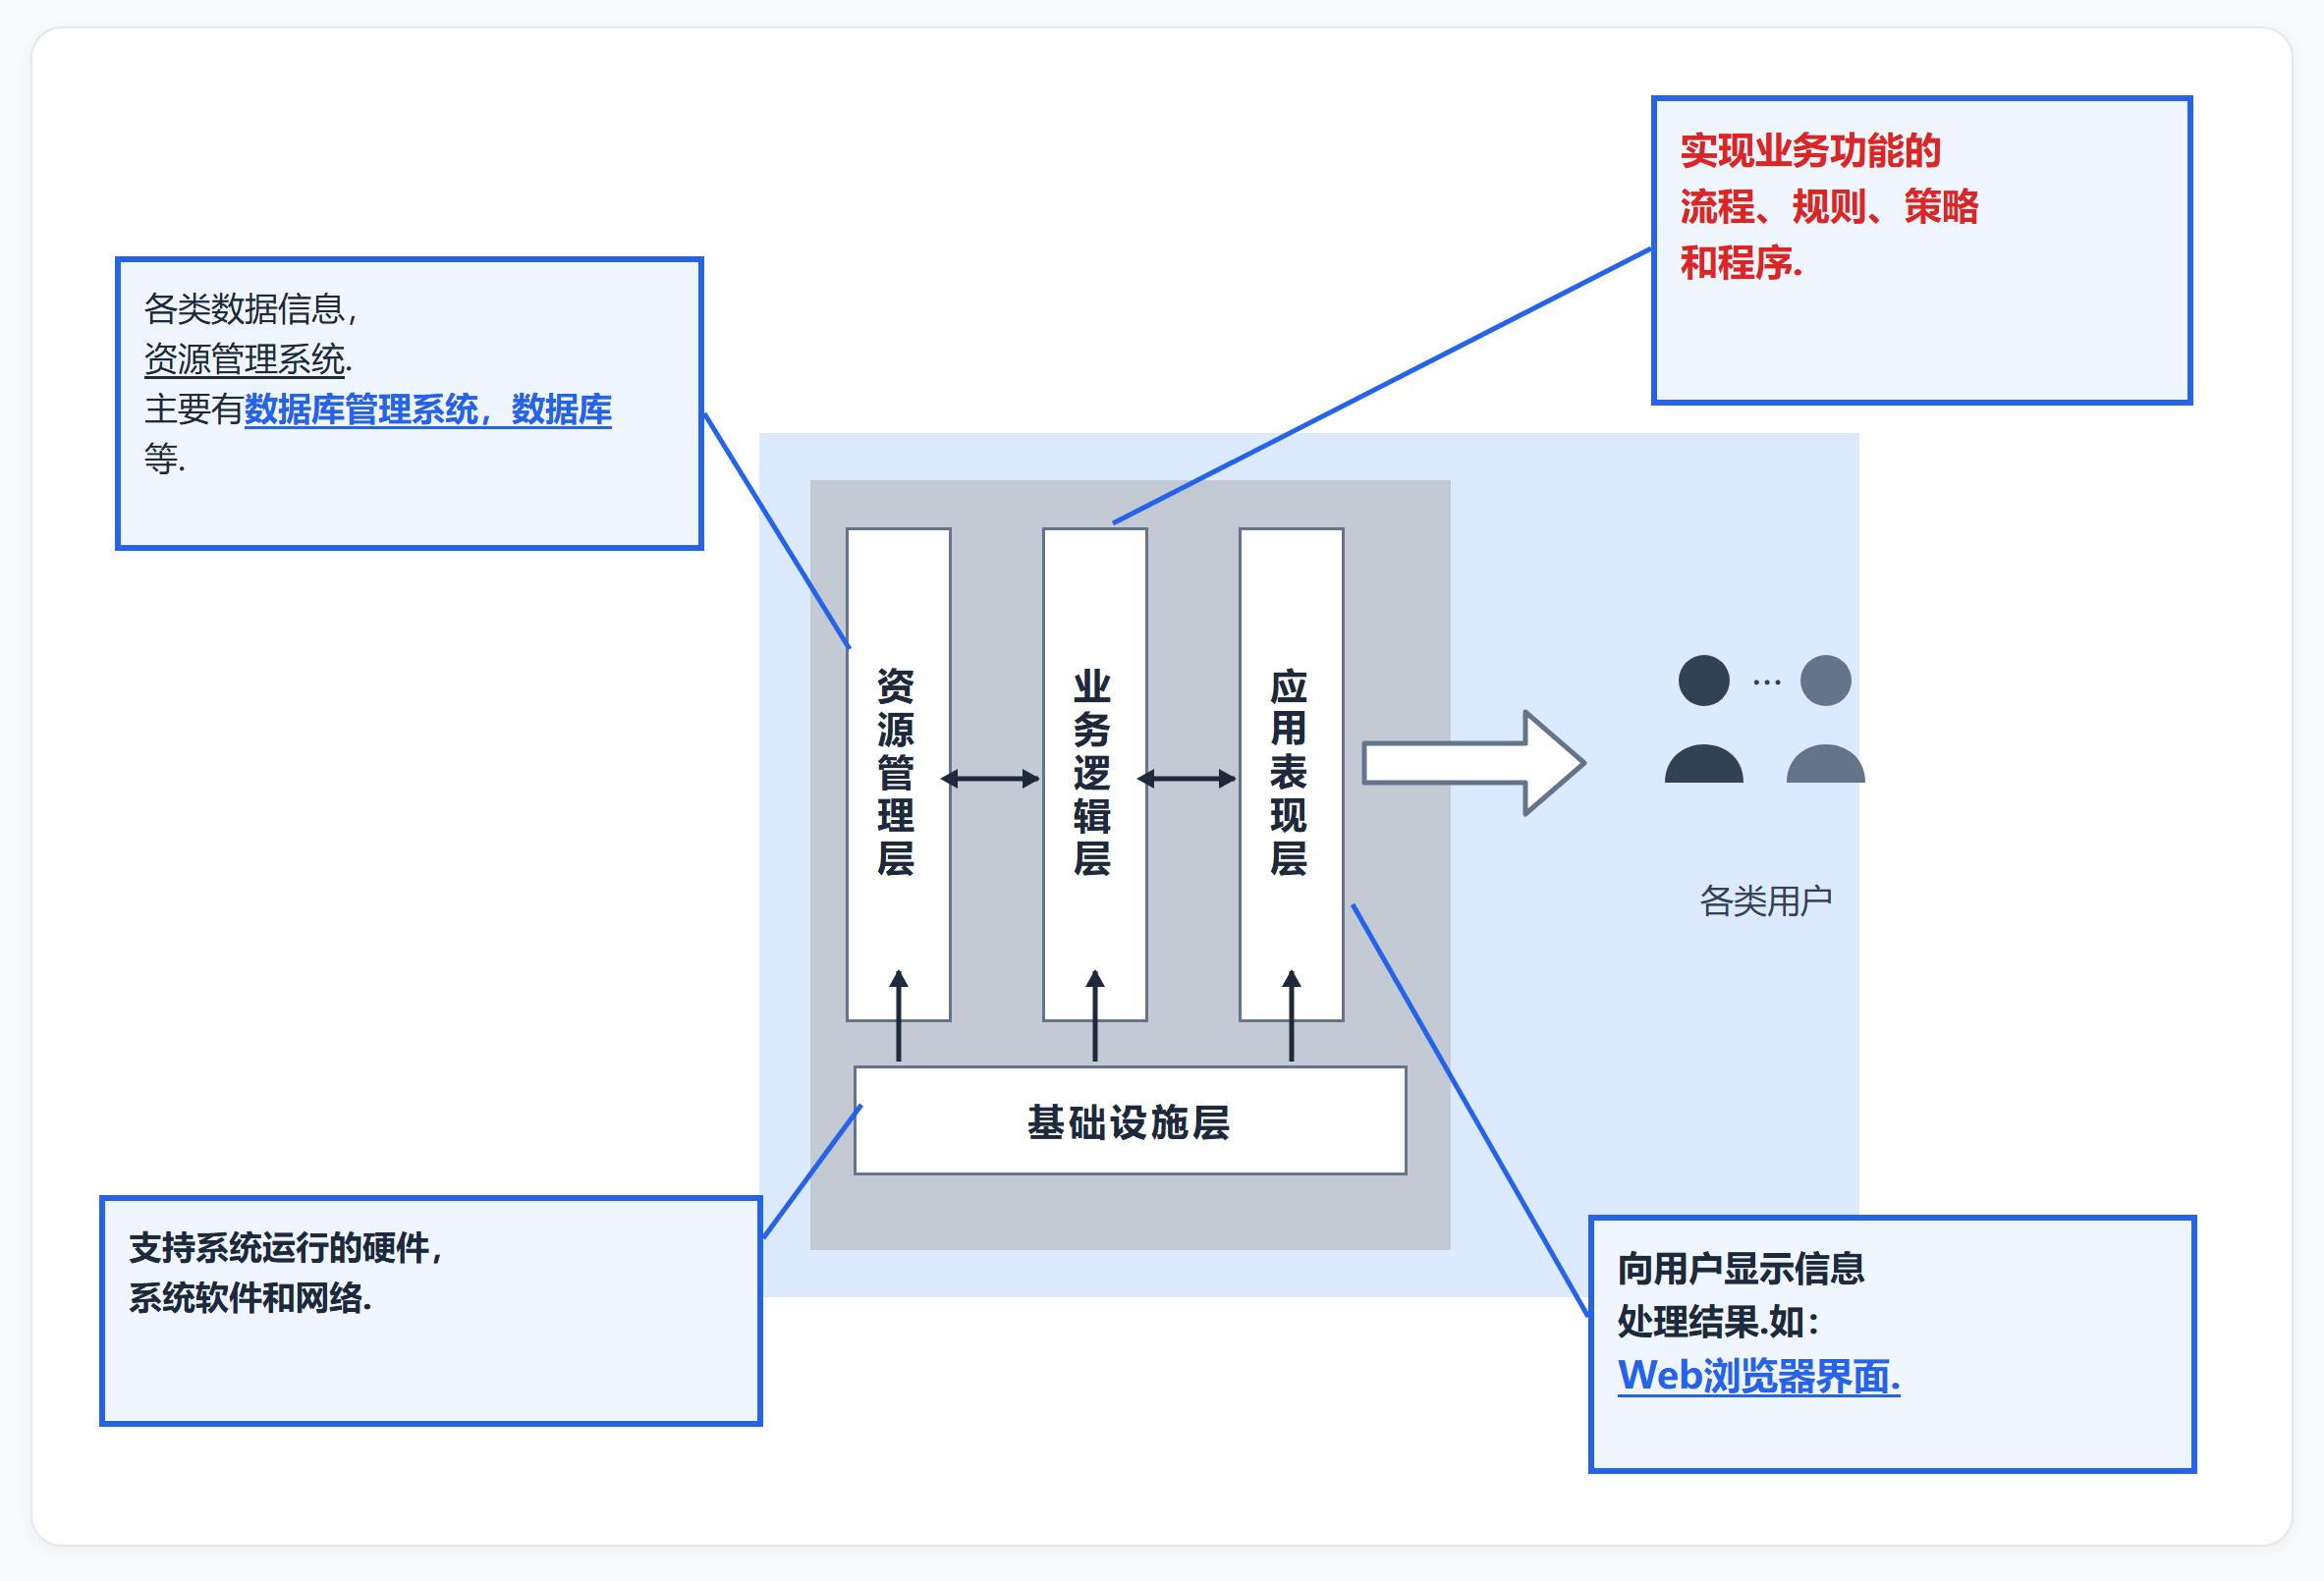 实现业务功能的
流程、规则、策略
和程序.
各类数据信息，
资源管理系统.
主要有数据库管理系统，数据库
等.
资源管理层
业务逻辑层
应用表现层
...
各类用户
基础设施层
支持系统运行的硬件，
系统软件和网络.
向用户显示信息
处理结果.如：
Web浏览器界面.